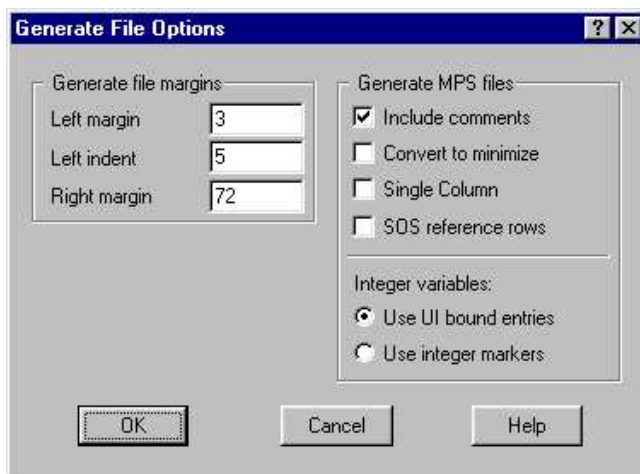 Generate File Options
Generate file margins
Left margin 3
Left indent 5
Right margin 72
Generate MPS files
Include comments
Convert to minimize
Single Column
SOS reference rows
Integer variables:
Use UI bound entries
Use integer markers
OK Cancel Help